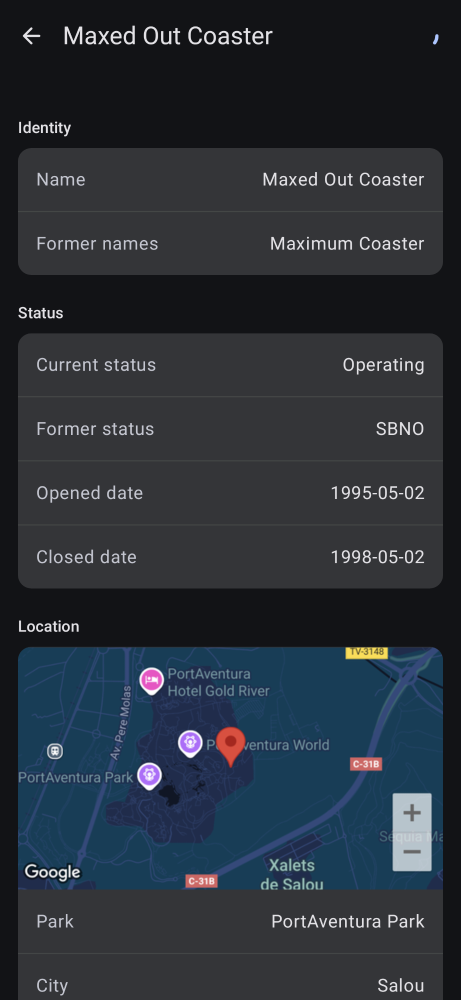 Maxed Out Coaster
Identity
Name Maxed Out Coaster
Former names Maximum Coaster
Status
Current status Operating
Former status SBNO
Opened date 1995-05-02
Closed date 1998-05-02
Location
TV-3148
PortAventura
Hotel Gold River
Av. Pere Molas
PortAventura World
C-31B
PortAventura Park
+
Séquia Ma
−
Google
Xalets
de Salou
C-31B
Park PortAventura Park
City Salou